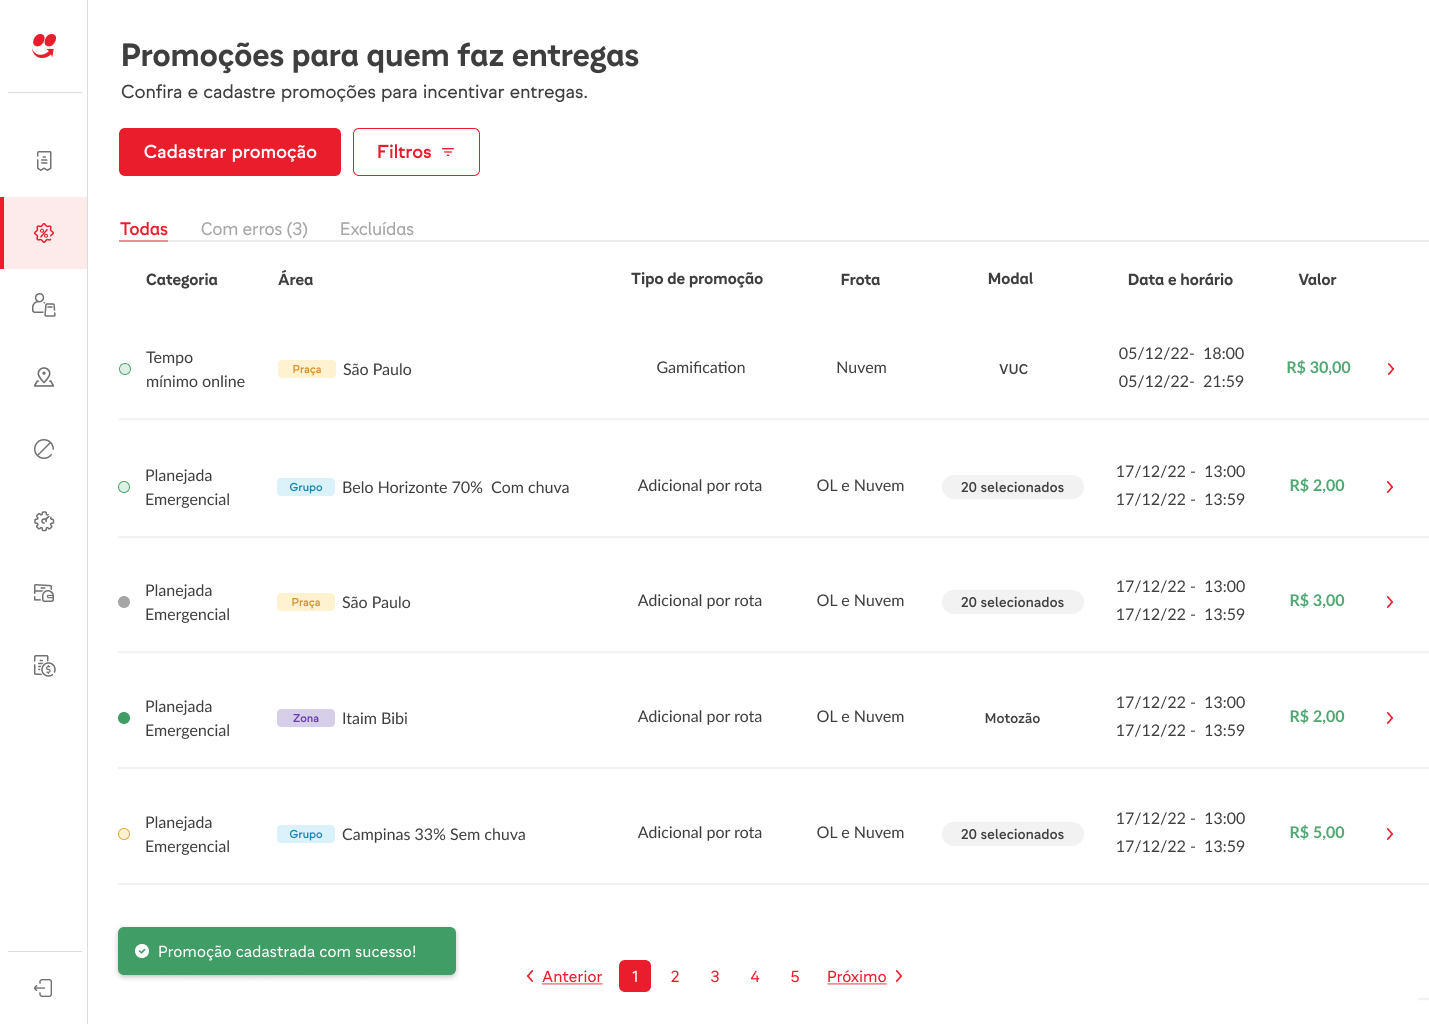 Promoções para quem faz entregas
Confira e cadastre promoções para incentivar entregas.
Cadastrar promoção Filtros
Todas Com erros (3) Excluídas
Categoria Área Tipo de promoção Frota Modal Data e horário Valor
Tempo
mínimo online
Praça São Paulo Gamification Nuvem VUC
05/12/22- 18:00
05/12/22- 21:59
R$ 30,00
Planejada
Emergencial
Grupo Belo Horizonte 70% Com chuva Adicional por rota OL e Nuvem 20 selecionados
17/12/22 - 13:00
17/12/22 - 13:59
R$ 2,00
Planejada
Emergencial
Praça São Paulo Adicional por rota OL e Nuvem 20 selecionados
17/12/22 - 13:00
17/12/22 - 13:59
R$ 3,00
Planejada
Emergencial
Zona Itaim Bibi Adicional por rota OL e Nuvem Motozão
17/12/22 - 13:00
17/12/22 - 13:59
R$ 2,00
Planejada
Emergencial
Grupo Campinas 33% Sem chuva Adicional por rota OL e Nuvem 20 selecionados
17/12/22 - 13:00
17/12/22 - 13:59
R$ 5,00
Promoção cadastrada com sucesso!
Anterior 1 2 3 4 5 Próximo